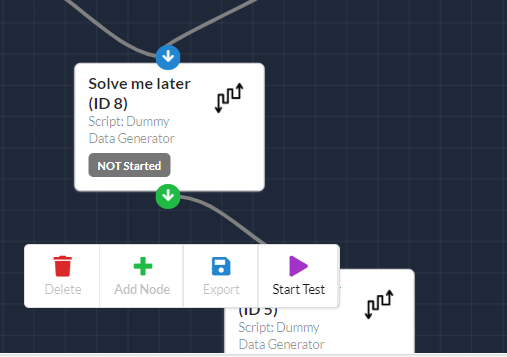 Solve me later
(ID 8)
Script: Dummy
Data Generator
NOT Started
Delete
Add Node
Export
Start Test
(ID 5)
Script: Dummy
Data Generator